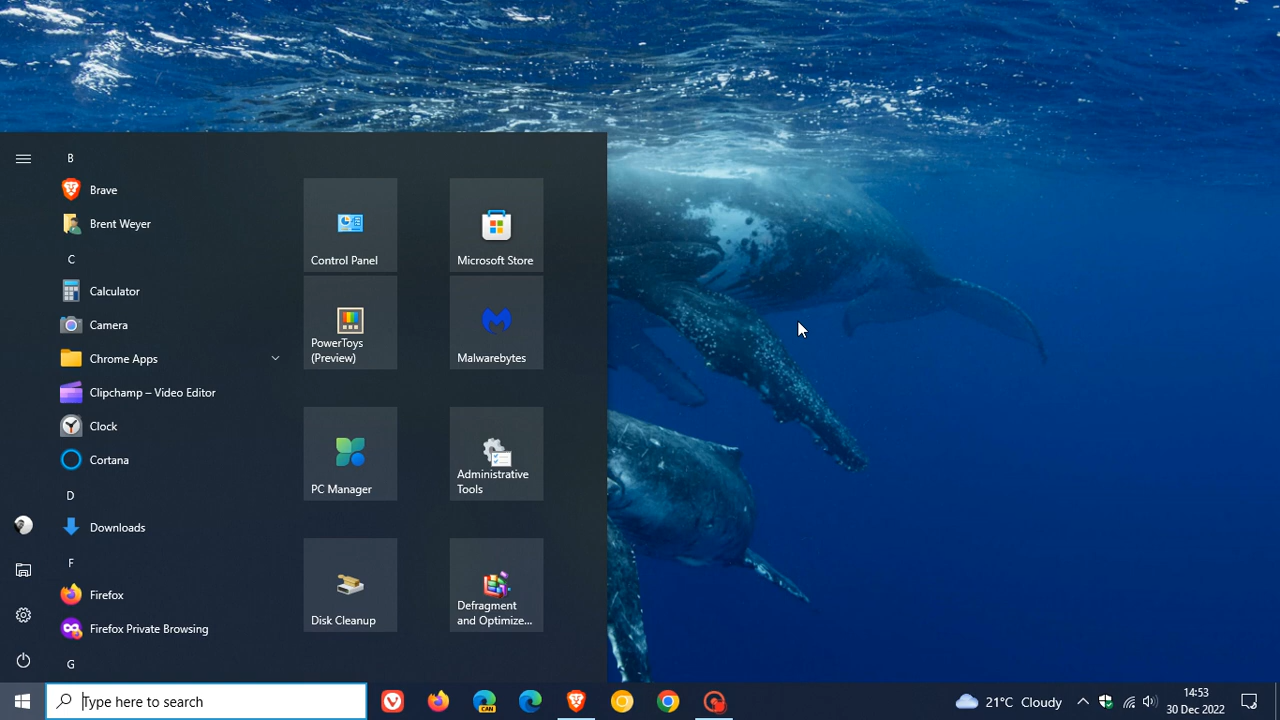 B
Brave
Brent Weyer
C
Calculator
Camera
Chrome Apps
Clipchamp – Video Editor
Clock
Cortana
D
Downloads
F
Firefox
Firefox Private Browsing
G
Control Panel
Microsoft Store
PowerToys
(Preview)
Malwarebytes
PC Manager
Administrative
Tools
Disk Cleanup
Defragment
and Optimize...
Type here to search
CAN
21°C Cloudy
14:53
30 Dec 2022